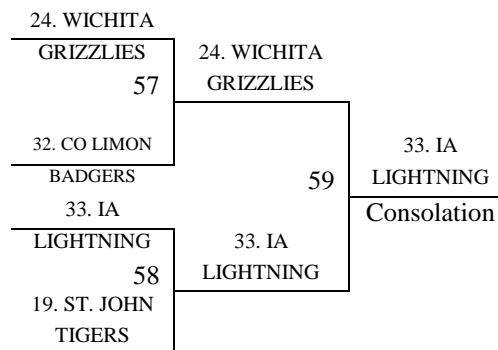 24. WICHITA
GRIZZLIES
57
32. CO LIMON
BADGERS
33. IA
LIGHTNING
58
19. ST. JOHN
TIGERS
24. WICHITA
GRIZZLIES
59
33. IA
LIGHTNING
33. IA
LIGHTNING
Consolation